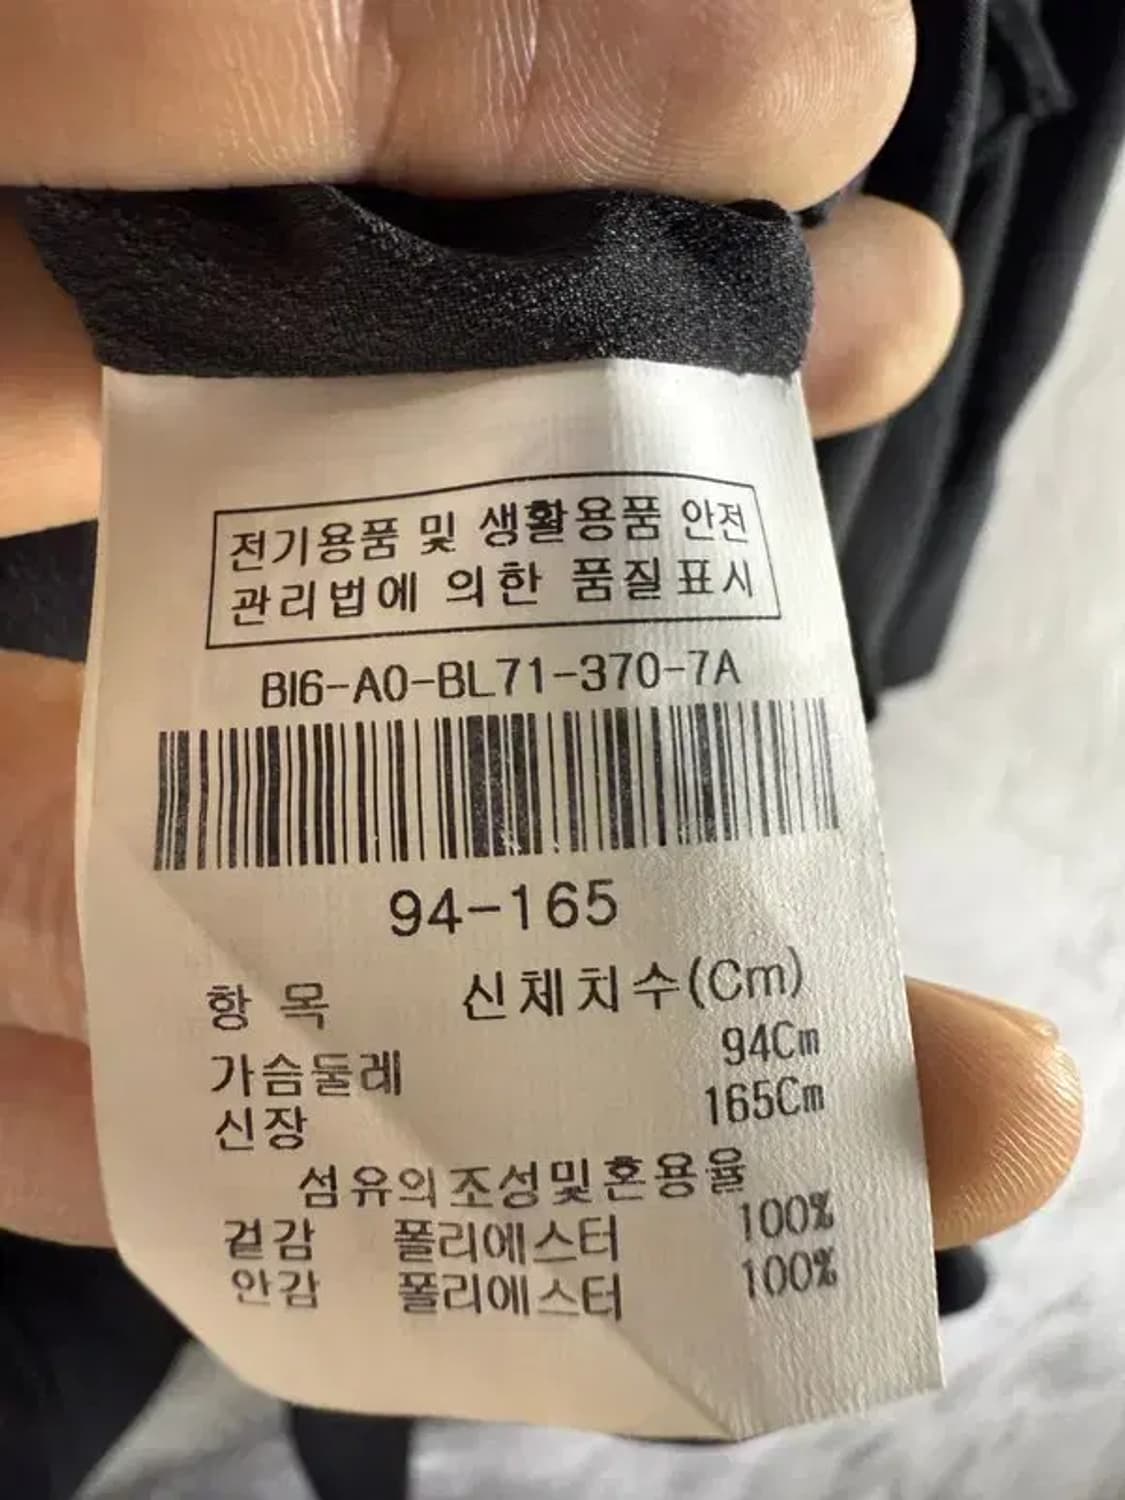 전기용품 및 생활용품 안전
관리법에 의한 품질표시
BI6-A0-BL71-370-7A
94-165
항 목 신체치수(Cm)
가슴둘레 94Cm
신장 165Cm
섬유의조성및혼용율
겉감 폴리에스터 100%
안감 폴리에스터 100%